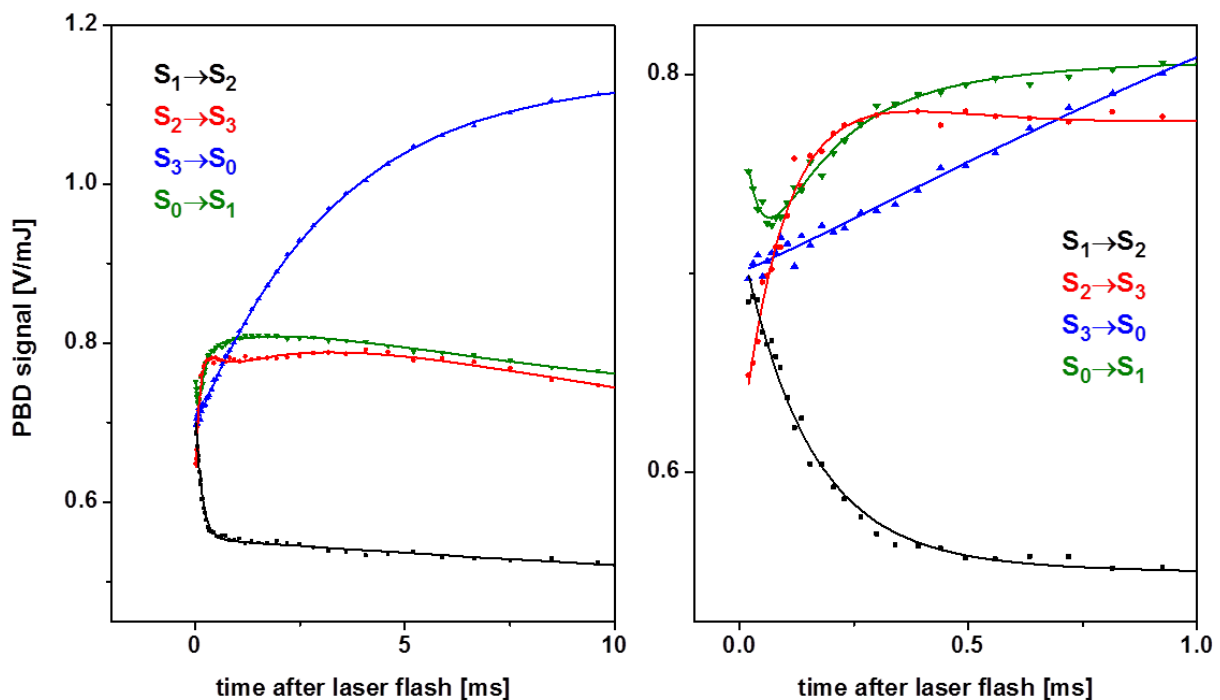 PBD signal [V/mJ]
1.2
1.0
0.8
0.6
S₁→S₂
S₂→S₃
S₃→S₀
S₀→S₁
0
5
10
time after laser flash [ms]
0.8
0.6
S₁→S₂
S₂→S₃
S₃→S₀
S₀→S₁
0.0
0.5
1.0
time after laser flash [ms]